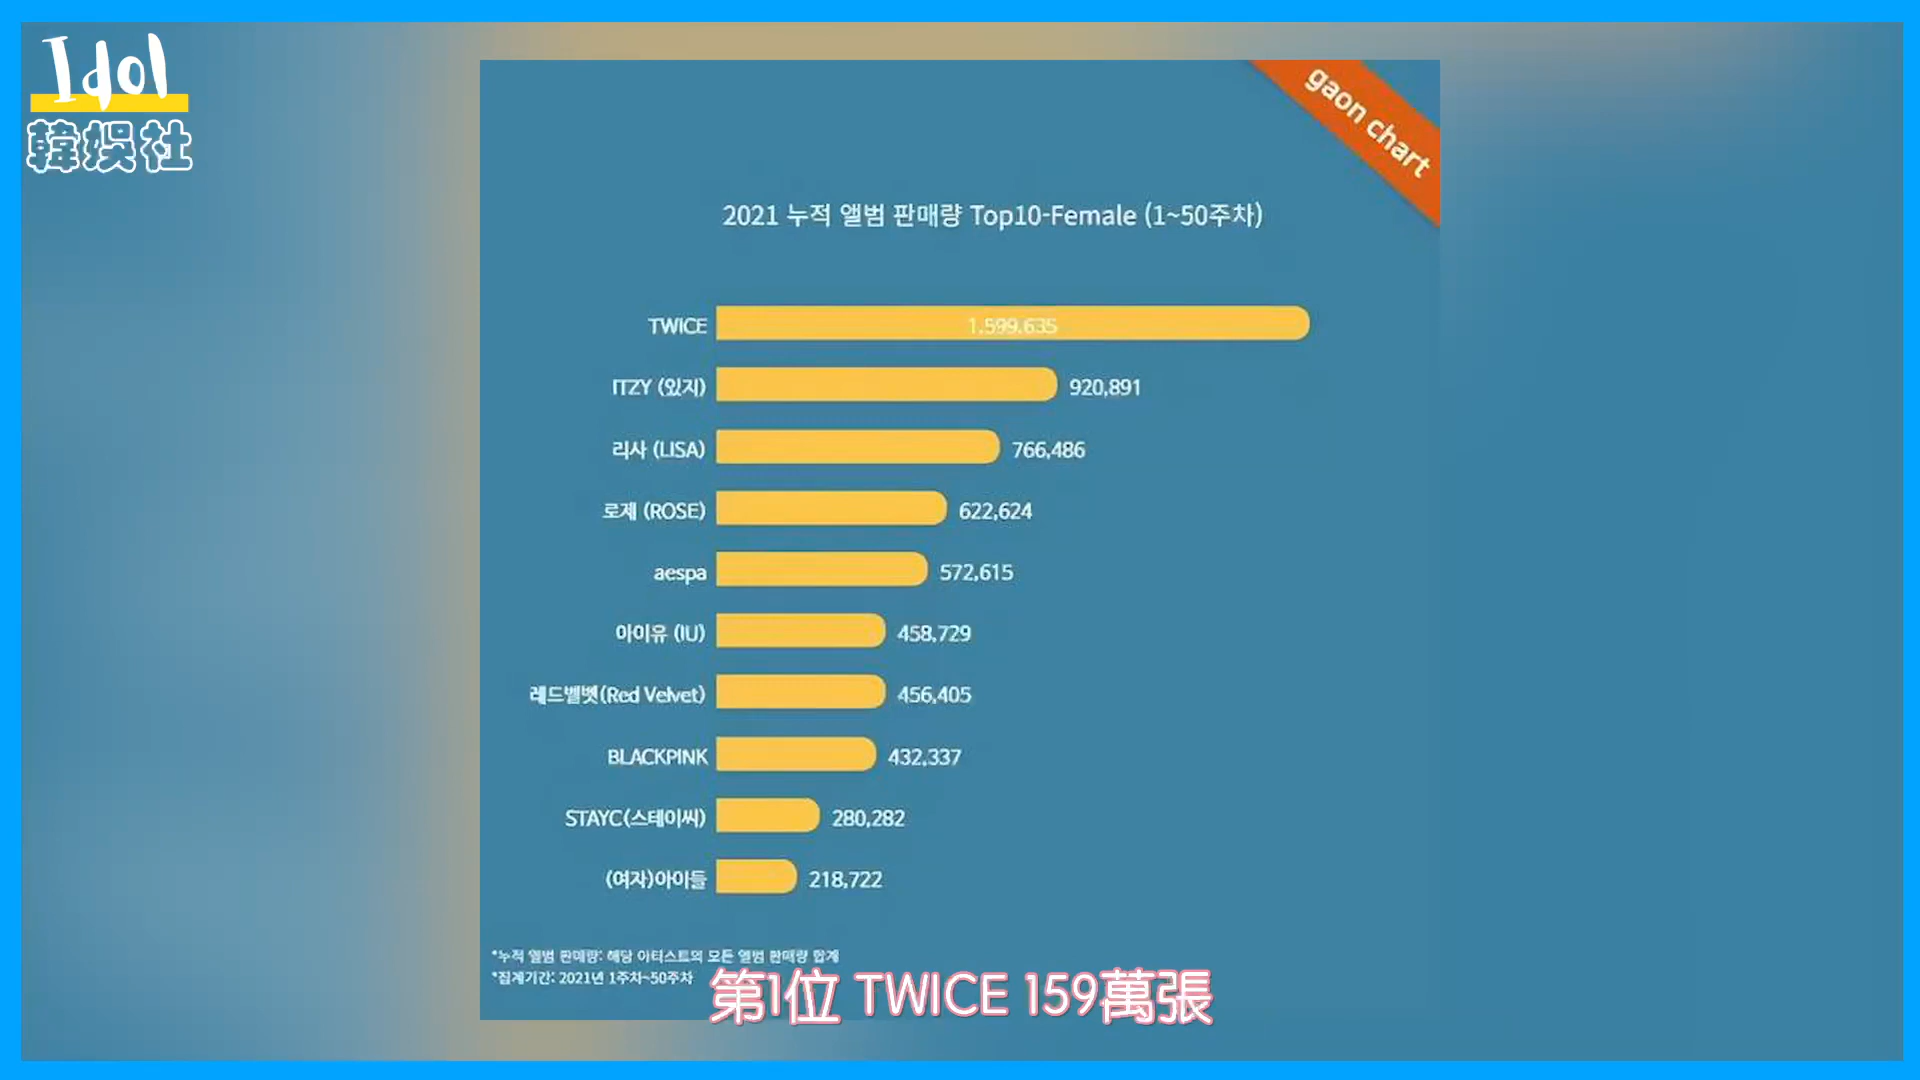 Idol
韓娛社
gaon chart
2021 누적 앨범 판매량 Top10-Female (1~50주차)
TWICE 1,599,635
ITZY (있지) 920,891
리사 (LISA) 766,486
로제 (ROSE) 622,624
aespa 572,615
아이유 (IU) 458,729
레드벨벳(Red Velvet) 456,405
BLACKPINK 432,337
STAYC(스테이씨) 280,282
(여자)아이들 218,722
*누적 앨범 판매량: 해당 아티스트의 모든 앨범 판매량 합계
*집계기간: 2021년 1주차~50주차
第1位 TWICE 159萬張